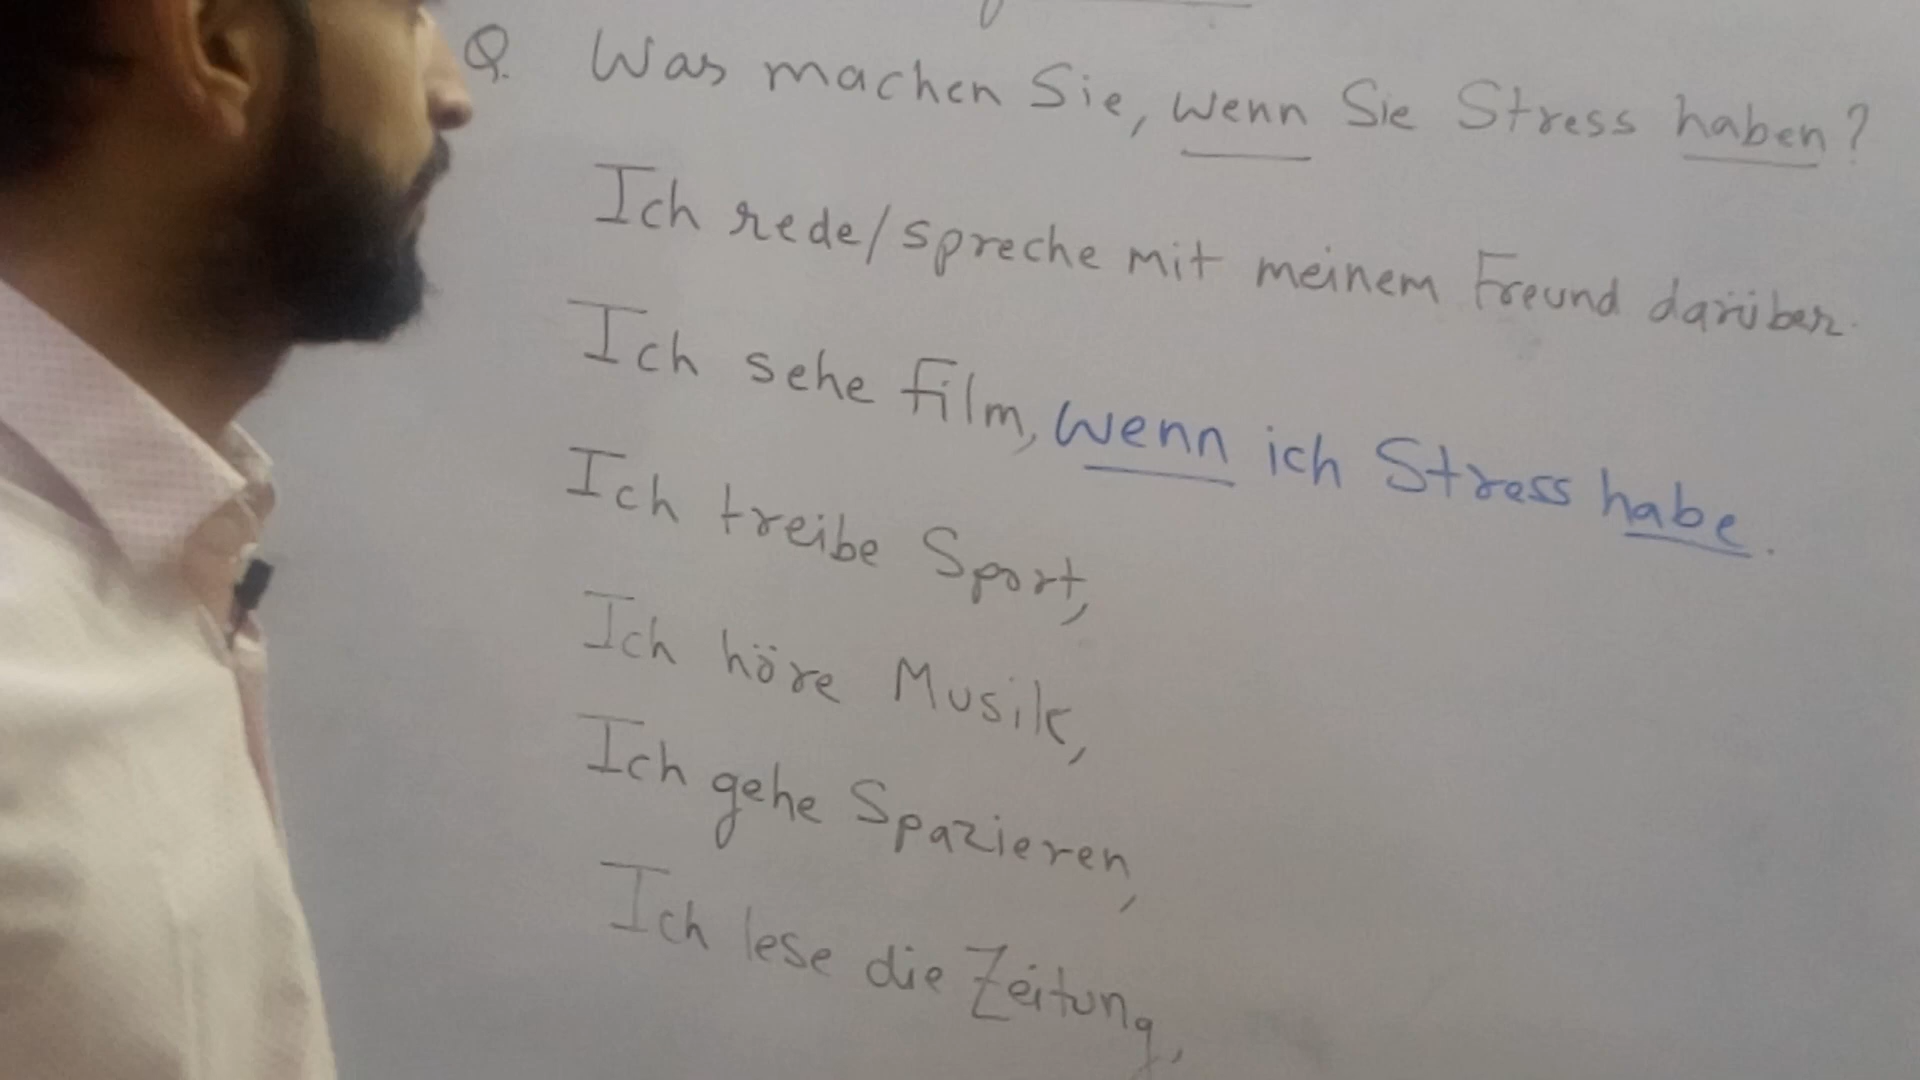 Q. Was machen Sie, wenn Sie Stress haben?
Ich rede/spreche mit meinem Freund darüber.
Ich sehe Film, wenn ich Stress habe.
Ich treibe Sport,
Ich höre Musik,
Ich gehe Spazieren,
Ich lese die Zeitung,